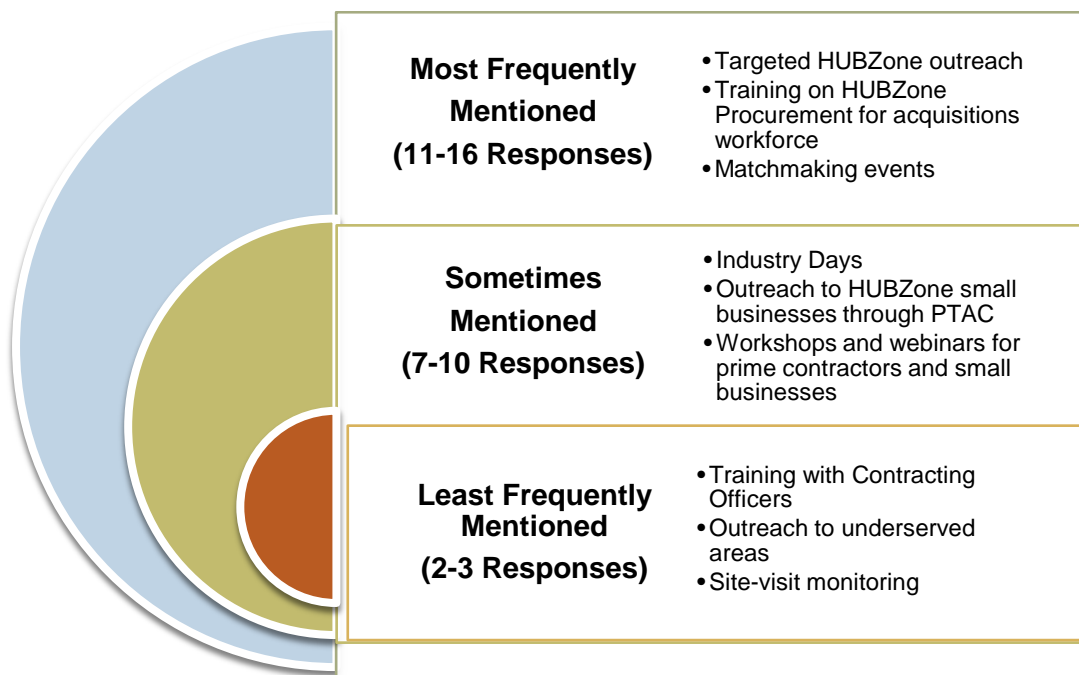 Most Frequently
Mentioned
(11-16 Responses)
•Targeted HUBZone outreach
•Training on HUBZone
Procurement for acquisitions
workforce
•Matchmaking events
Sometimes
Mentioned
(7-10 Responses)
•Industry Days
•Outreach to HUBZone small
businesses through PTAC
•Workshops and webinars for
prime contractors and small
businesses
Least Frequently
Mentioned
(2-3 Responses)
•Training with Contracting
Officers
•Outreach to underserved
areas
•Site-visit monitoring